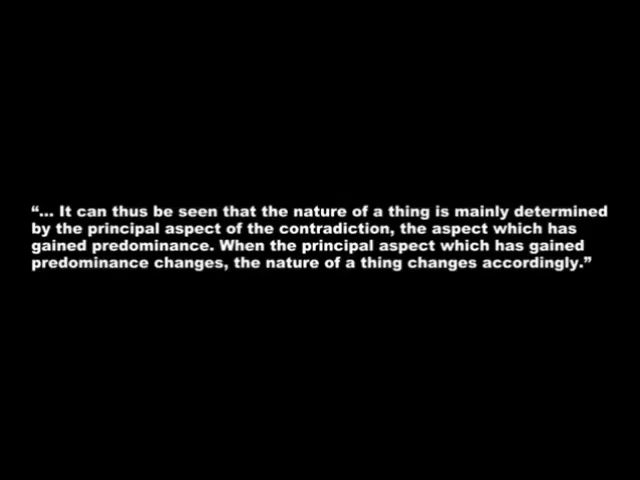 “... It can thus be seen that the nature of a thing is mainly determined
by the principal aspect of the contradiction, the aspect which has
gained predominance. When the principal aspect which has gained
predominance changes, the nature of a thing changes accordingly.”